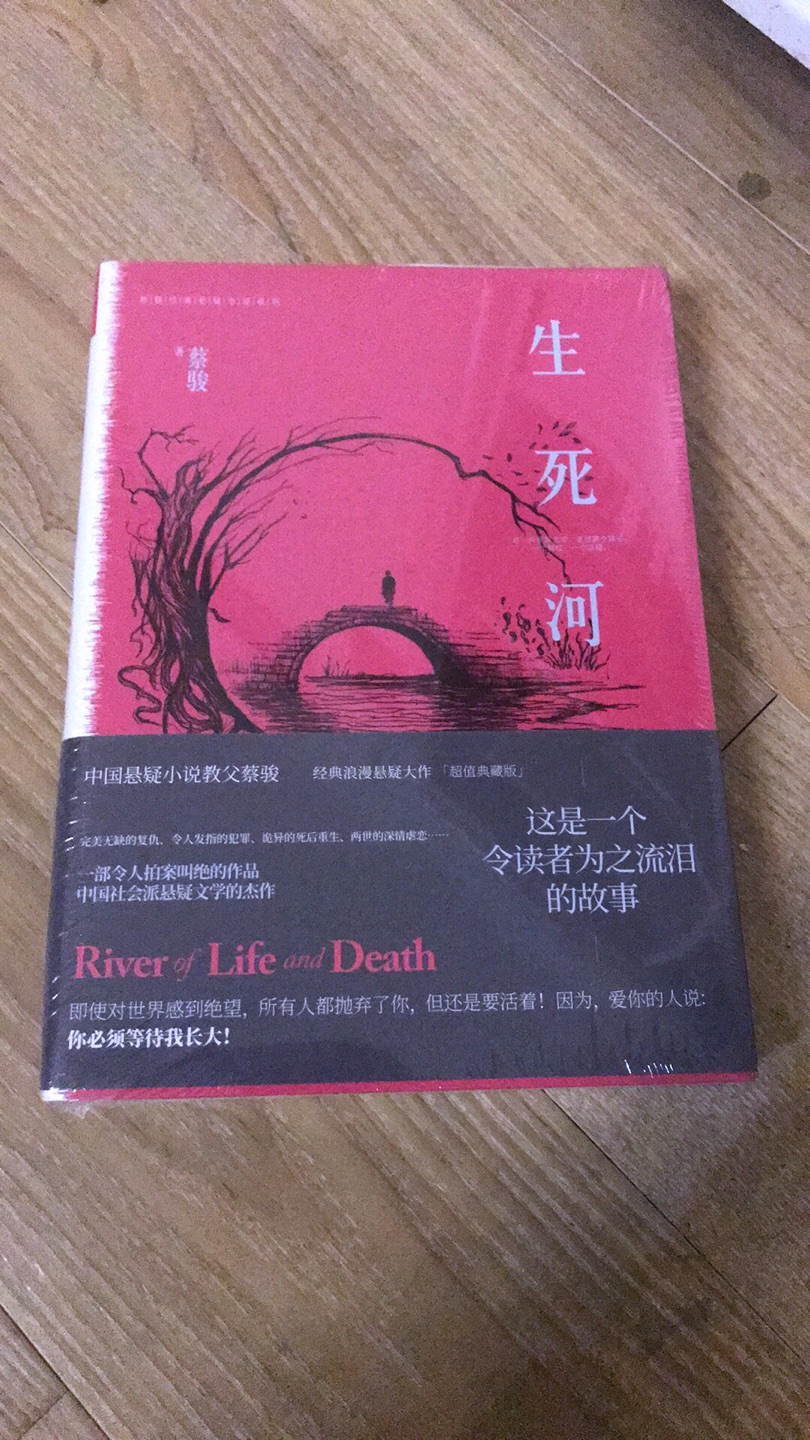 蔡骏 著
生死河
中国悬疑小说教父蔡骏 经典浪漫悬疑大作「超值典藏版」
完美无缺的复仇、令人发指的犯罪、诡异的死后重生、两世的深情虐恋……
一部令人拍案叫绝的作品
中国社会派悬疑文学的杰作
这是一个
令读者为之流泪
的故事
River of Life and Death
即使对世界感到绝望，所有人都抛弃了你，但还是要活着！因为，爱你的人说：
你必须等待我长大！